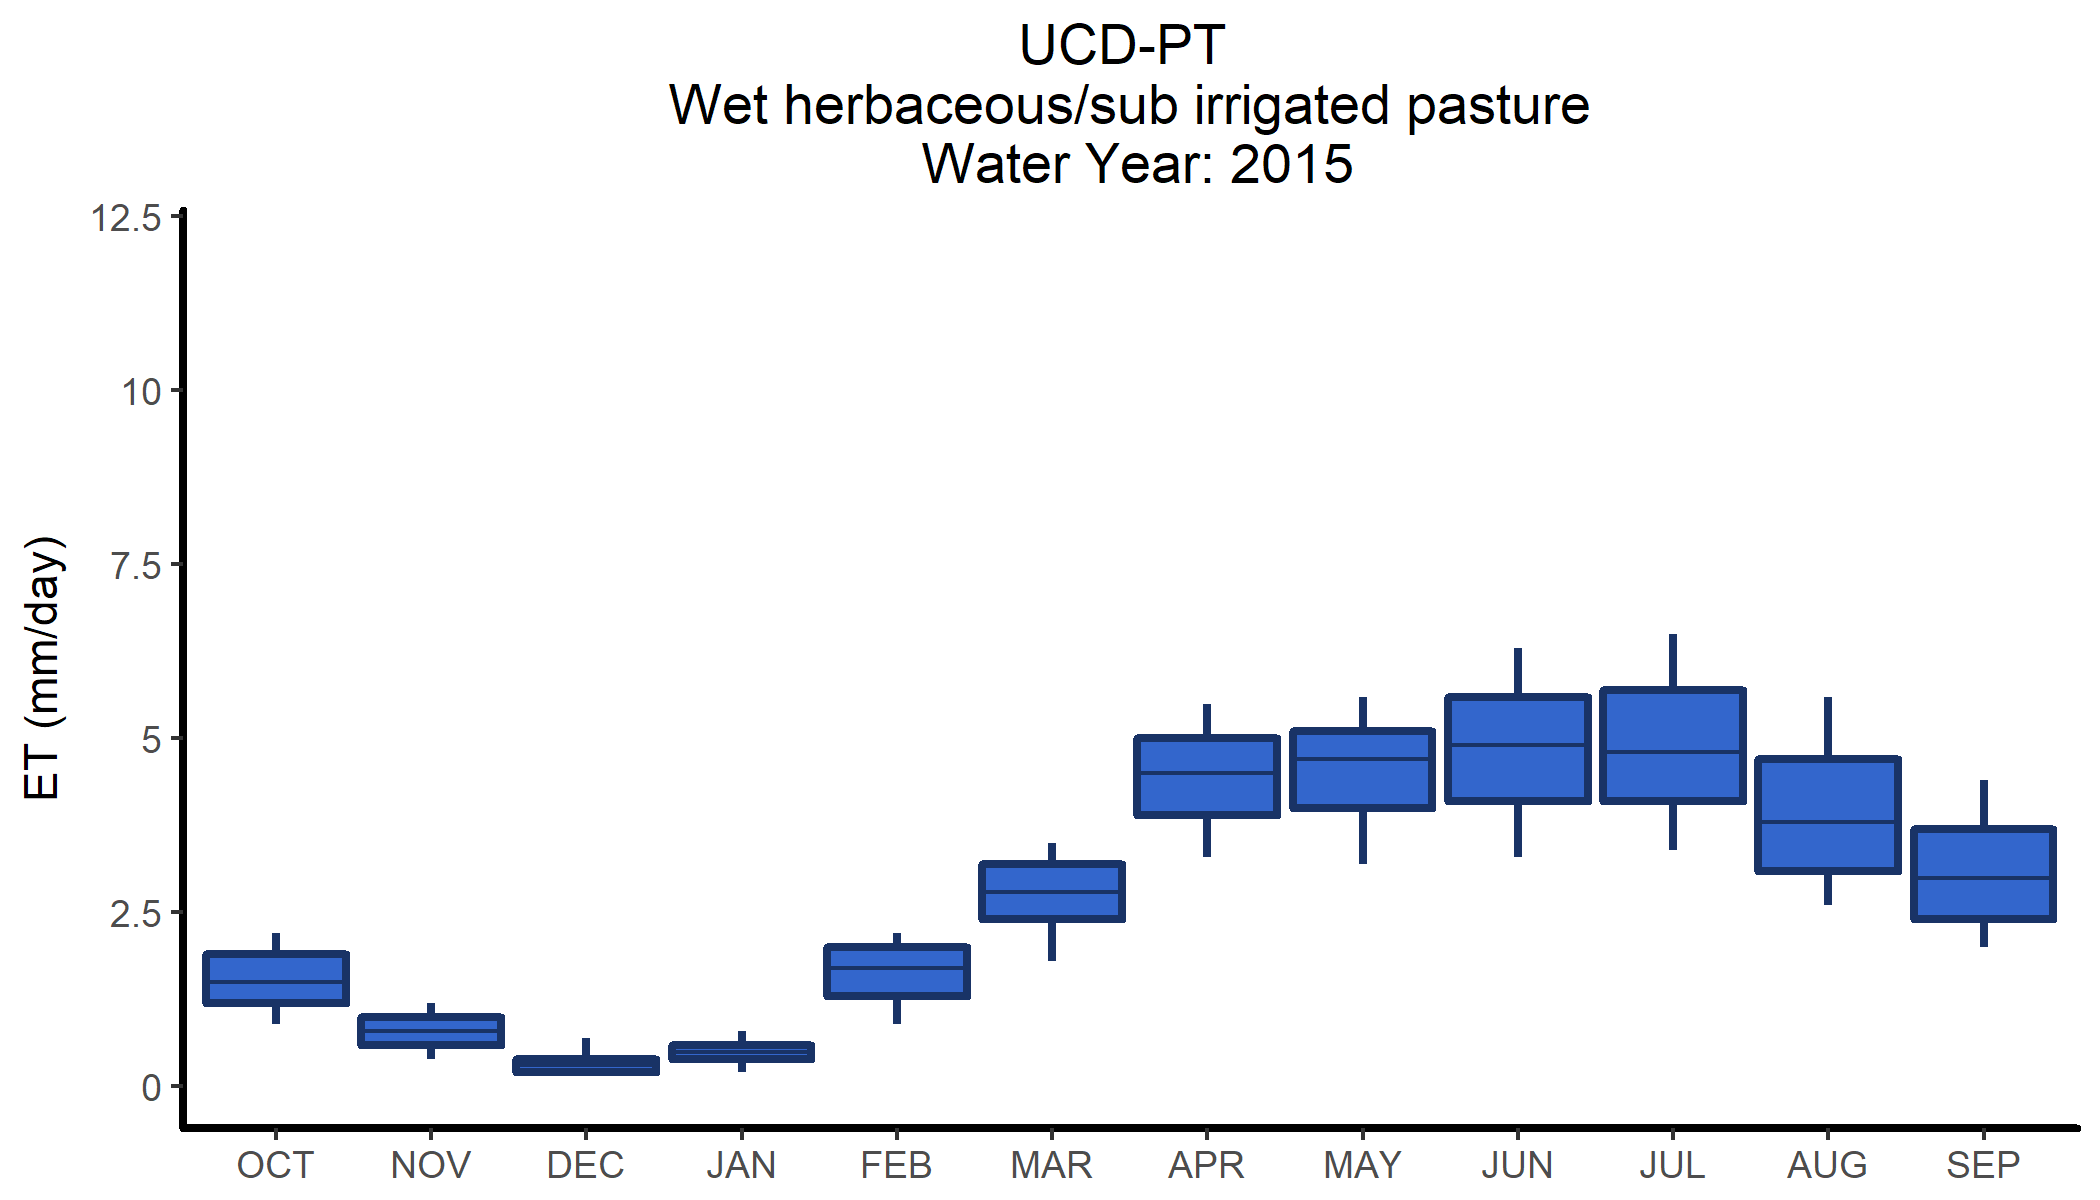 UCD-PT
Wet herbaceous/sub irrigated pasture
Water Year: 2015
12.5
10
7.5
5
2.5
0
ET (mm/day)
OCT NOV DEC JAN FEB MAR APR MAY JUN JUL AUG SEP